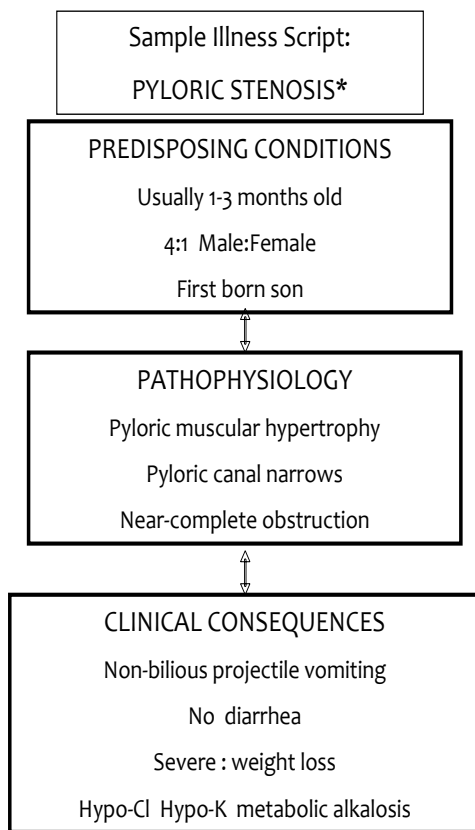 Sample Illness Script:
PYLORIC STENOSIS*
PREDISPOSING CONDITIONS
Usually 1-3 months old
4:1 Male:Female
First born son
PATHOPHYSIOLOGY
Pyloric muscular hypertrophy
Pyloric canal narrows
Near-complete obstruction
CLINICAL CONSEQUENCES
Non-bilious projectile vomiting
No diarrhea
Severe : weight loss
Hypo-Cl Hypo-K metabolic alkalosis